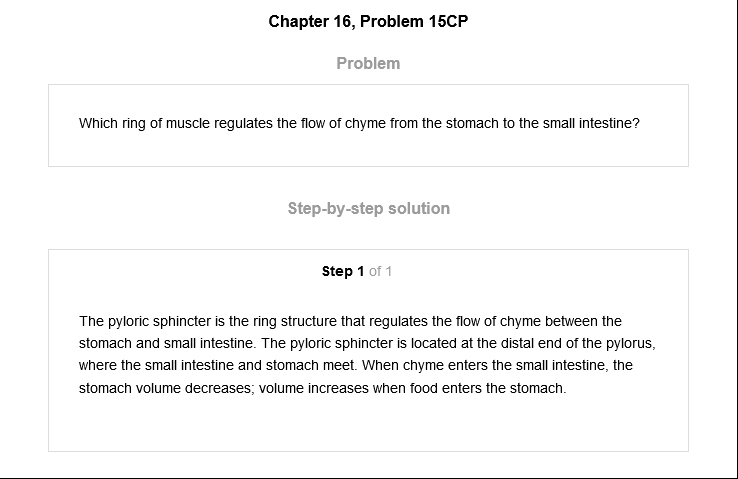 Chapter 16, Problem 15CP
Problem
Which ring of muscle regulates the flow of chyme from the stomach to the small intestine?
Step-by-step solution
Step 1 of 1
The pyloric sphincter is the ring structure that regulates the flow of chyme between the
stomach and small intestine. The pyloric sphincter is located at the distal end of the pylorus,
where the small intestine and stomach meet. When chyme enters the small intestine, the
stomach volume decreases; volume increases when food enters the stomach.